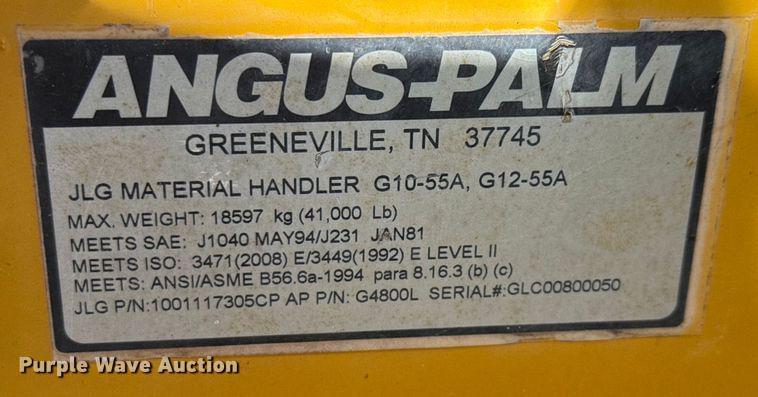 ANGUS-PALM
GREENEVILLE, TN 37745
JLG MATERIAL HANDLER G10-55A, G12-55A
MAX. WEIGHT: 18597 kg (41,000 Lb)
MEETS SAE: J1040 MAY94/J231 JAN81
MEETS ISO: 3471(2008) E/3449(1992) E LEVEL II
MEETS: ANSI/ASME B56.6a-1994 para 8.16.3 (b) (c)
JLG P/N:1001117305CP AP P/N: G4800L SERIAL#:GLC00800050
Purple Wave Auction